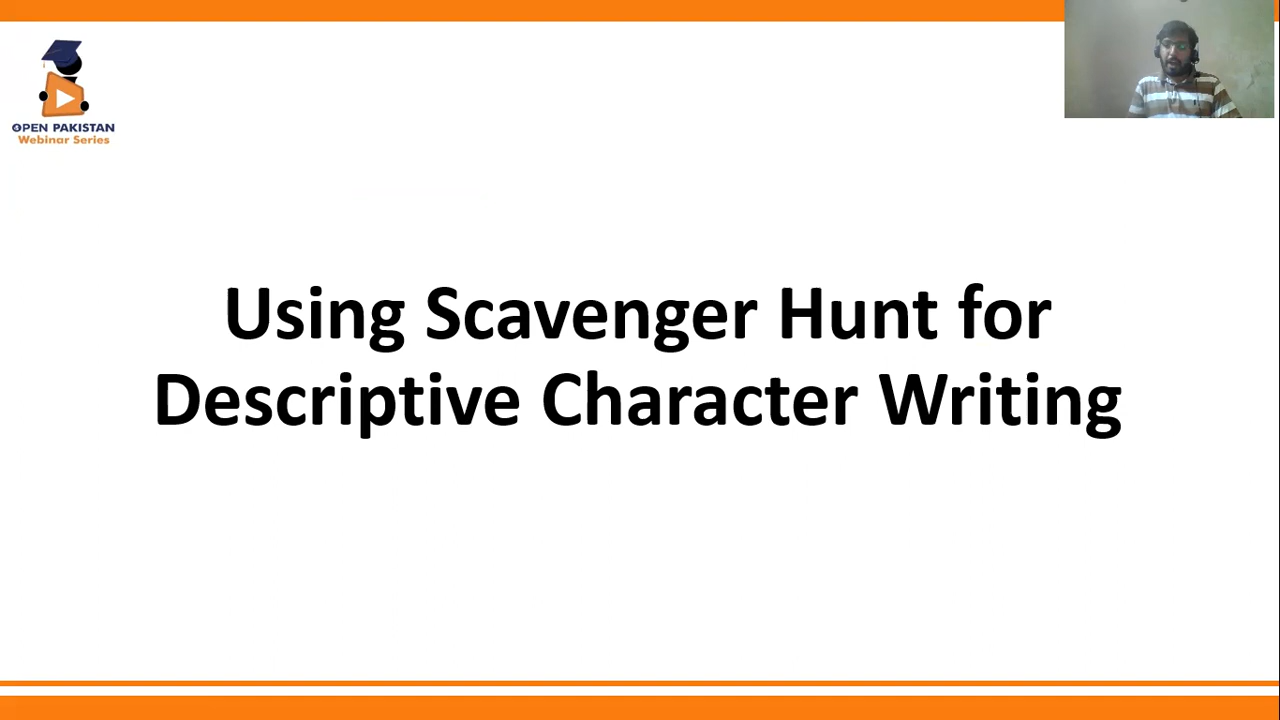 OPEN PAKISTAN
Webinar Series
Using Scavenger Hunt for
Descriptive Character Writing